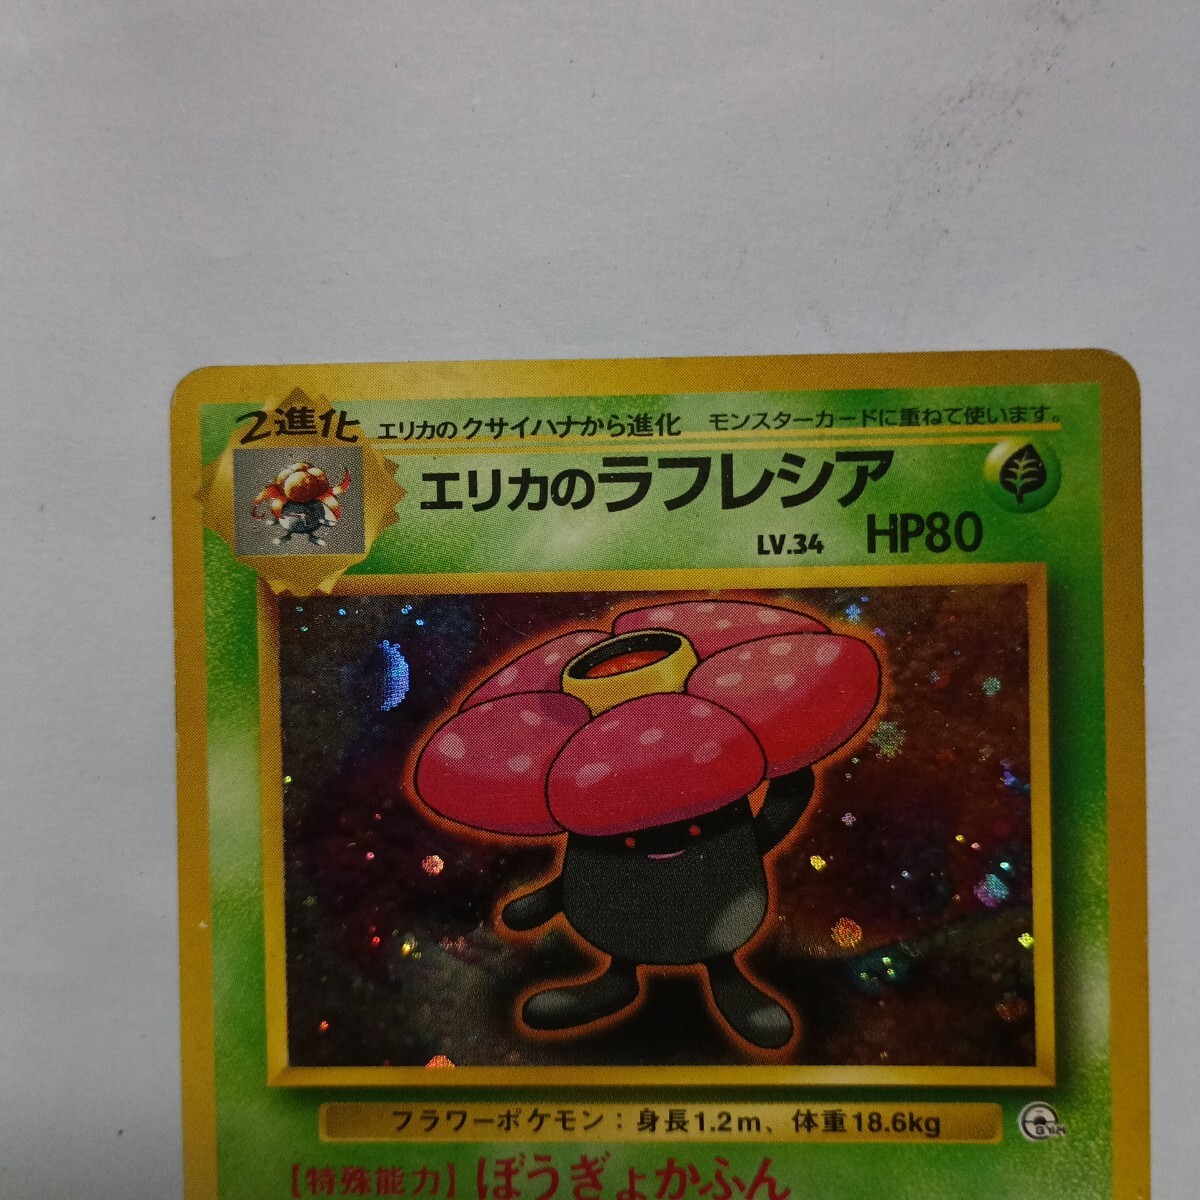 2進化 エリカのクサイハナから進化 モンスターカードに重ねて使います。
エリカのラフレシア
LV.34 HP80
フラワーポケモン：身長1.2m、体重18.6kg
【特殊能力】ぼうぎょかふん